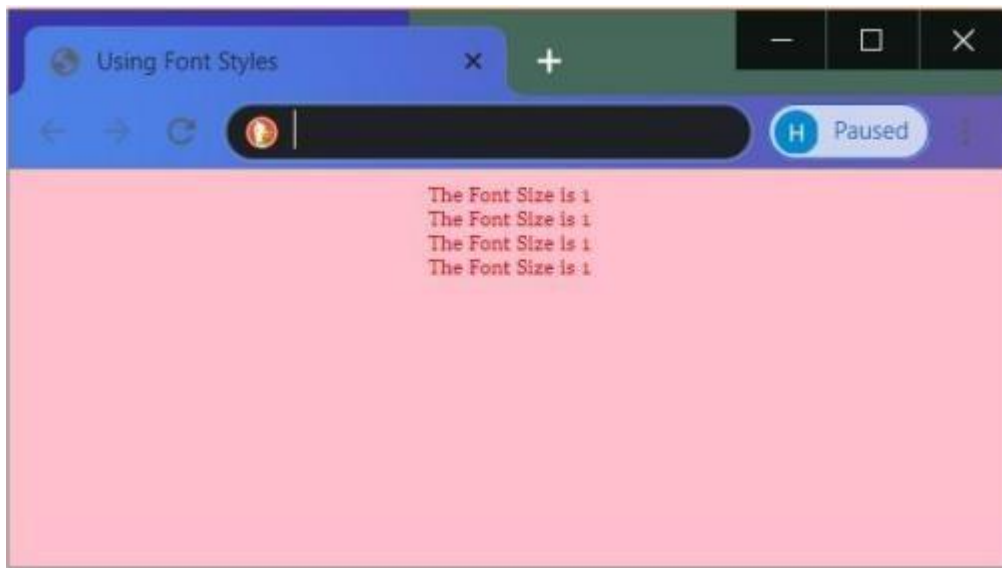 Using Font Styles
H Paused
The Font Size is 1
The Font Size is 1
The Font Size is 1
The Font Size is 1